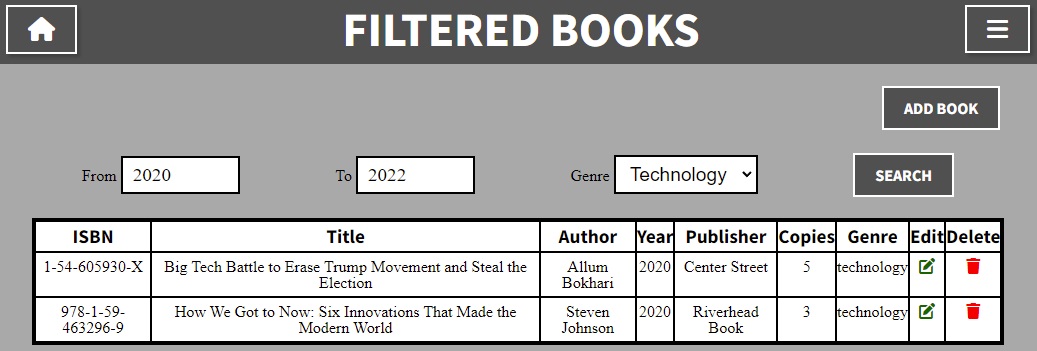 FILTERED BOOKS
ADD BOOK
From 2020 To 2022 Genre Technology SEARCH
ISBN Title Author Year Publisher Copies Genre Edit Delete
1-54-605930-X Big Tech Battle to Erase Trump Movement and Steal the Allum 2020 Center Street 5 technology
Election Bokhari
978-1-59- How We Got to Now: Six Innovations That Made the Steven 2020 Riverhead 3 technology
463296-9 Modern World Johnson Book